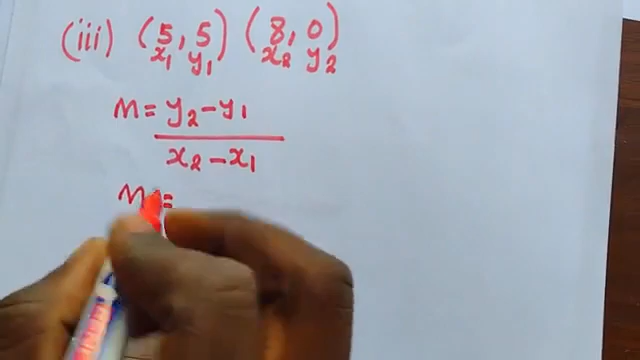 (iii) (5, 5) (8, 0)
x₁ y₁ x₂ y₂
M = y₂ - y₁
x₂ - x₁
M =